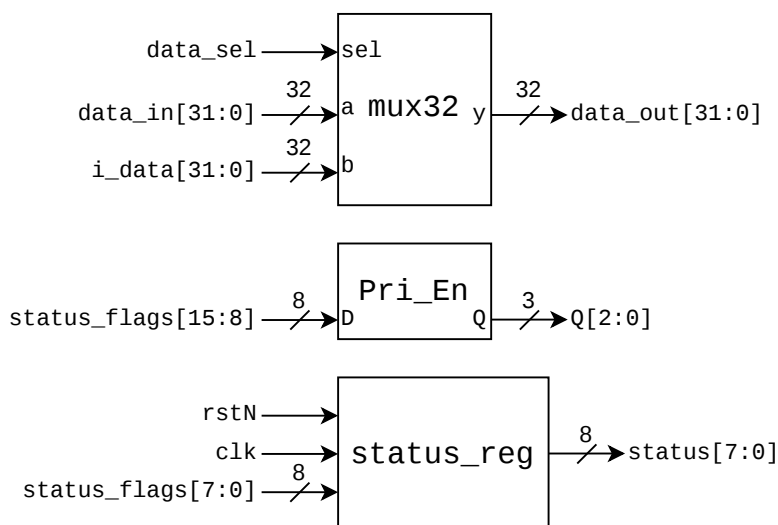 data_sel
sel
32
data_in[31:0]
a
mux32
y
32
data_out[31:0]
32
i_data[31:0]
b
Pri_En
8
status_flags[15:8]
D
Q
3
Q[2:0]
rstN
clk
status_reg
8
status[7:0]
8
status_flags[7:0]